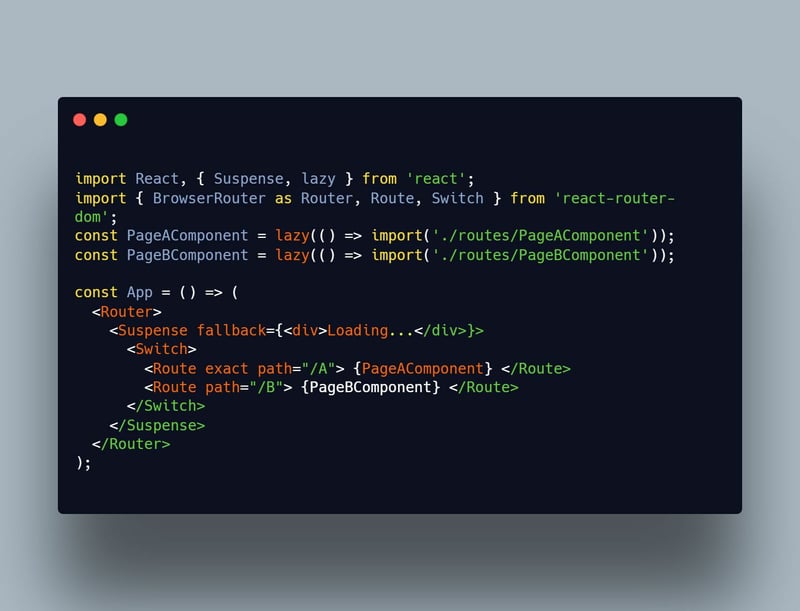 import React, { Suspense, lazy } from 'react';
import { BrowserRouter as Router, Route, Switch } from 'react-router-
dom';
const PageAComponent = lazy(() => import('./routes/PageAComponent'));
const PageBComponent = lazy(() => import('./routes/PageBComponent'));

const App = () => (
  <Router>
    <Suspense fallback={<div>Loading...</div>}>
      <Switch>
        <Route exact path="/A"> {PageAComponent} </Route>
        <Route path="/B"> {PageBComponent} </Route>
      </Switch>
    </Suspense>
  </Router>
);